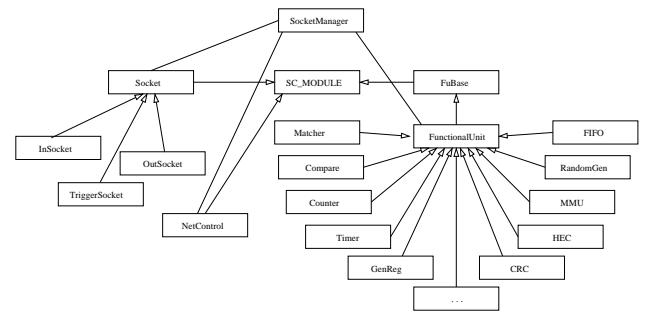 SocketManager
Socket
SC_MODULE
FuBase
Matcher
FunctionalUnit
FIFO
InSocket
OutSocket
Compare
RandomGen
TriggerSocket
Counter
MMU
NetControl
Timer
HEC
GenReg
CRC
. . .